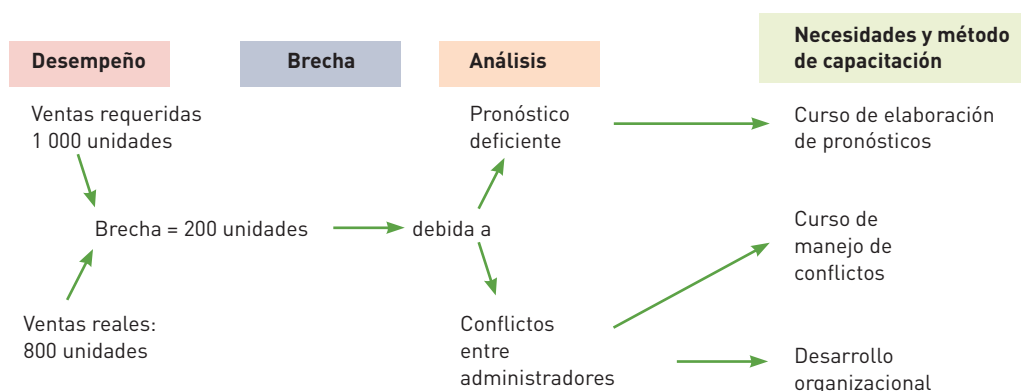 Desempeño
Brecha
Análisis
Necesidades y método
de capacitación
Ventas requeridas
1 000 unidades
Pronóstico
deficiente
Curso de elaboración
de pronósticos
Brecha = 200 unidades
debida a
Curso de
manejo de
conflictos
Ventas reales:
800 unidades
Conflictos
entre
administradores
Desarrollo
organizacional